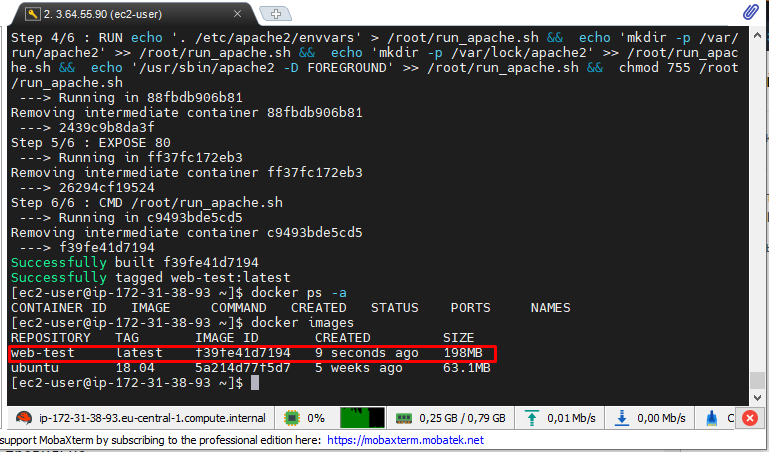 2. 3.64.55.90 (ec2-user)
Step 4/6 : RUN echo '. /etc/apache2/envvars' > /root/run_apache.sh &&  echo 'mkdir -p /var/
run/apache2' >> /root/run_apache.sh &&  echo 'mkdir -p /var/lock/apache2' >> /root/run_apac
he.sh &&  echo '/usr/sbin/apache2 -D FOREGROUND' >> /root/run_apache.sh &&  chmod 755 /root
/run_apache.sh
 ---> Running in 88fbdb906b81
Removing intermediate container 88fbdb906b81
 ---> 2439c9b8da3f
Step 5/6 : EXPOSE 80
 ---> Running in ff37fc172eb3
Removing intermediate container ff37fc172eb3
 ---> 26294cf19524
Step 6/6 : CMD /root/run_apache.sh
 ---> Running in c9493bde5cd5
Removing intermediate container c9493bde5cd5
 ---> f39fe41d7194
Successfully built f39fe41d7194
Successfully tagged web-test:latest
[ec2-user@ip-172-31-38-93 ~]$ docker ps -a
CONTAINER ID   IMAGE     COMMAND   CREATED   STATUS    PORTS     NAMES
[ec2-user@ip-172-31-38-93 ~]$ docker images
REPOSITORY   TAG       IMAGE ID       CREATED         SIZE
web-test     latest    f39fe41d7194   9 seconds ago   198MB
ubuntu       18.04     5a214d77f5d7   5 weeks ago     63.1MB
[ec2-user@ip-172-31-38-93 ~]$
ip-172-31-38-93.eu-central-1.compute.internal 0% 0,25 GB / 0,79 GB 0,01 Mb/s 0,00 Mb/s C
support MobaXterm by subscribing to the professional edition here: https://mobaxterm.mobatek.net